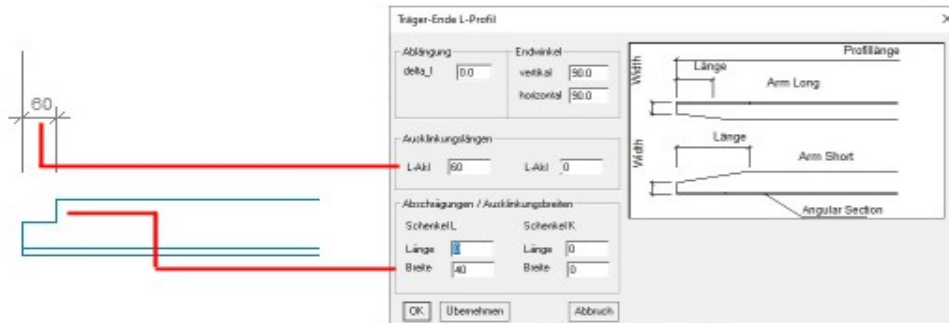 Träger-Ende L-Profil
60
Ablängung
delta_l 0.0
Endwinkel
vertikal 90.0
horizontal 90.0
Ausklinkungslängen
L-Akl 60 L-Akl 0
Abschrägungen / Ausklinkungsbreiten
Schenkel L Schenkel K
Länge 0 Länge 0
Breite 40 Breite 0
OK Übernehmen Abbruch
Profillänge
Width
Länge
Arm Long
Länge
Width
Arm Short
Angular Section